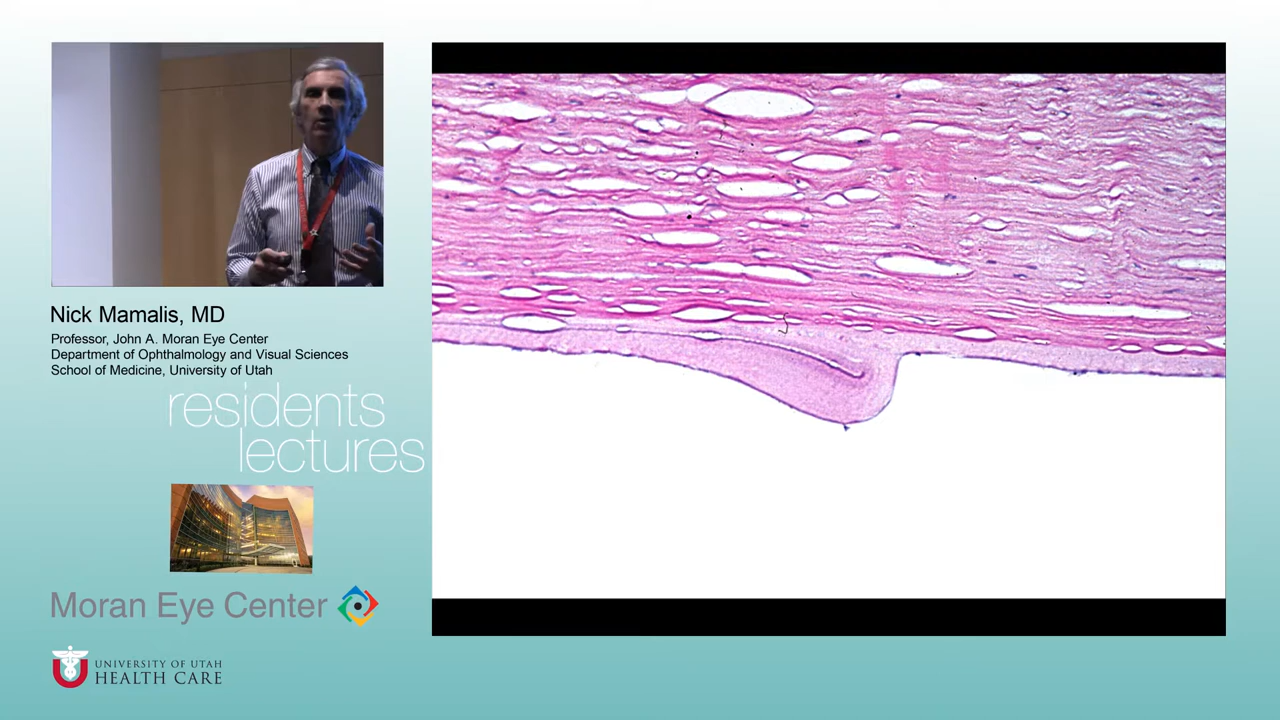 Nick Mamalis, MD
Professor, John A. Moran Eye Center
Department of Ophthalmology and Visual Sciences
School of Medicine, University of Utah
residents
lectures
Moran Eye Center
UNIVERSITY OF UTAH
HEALTH CARE